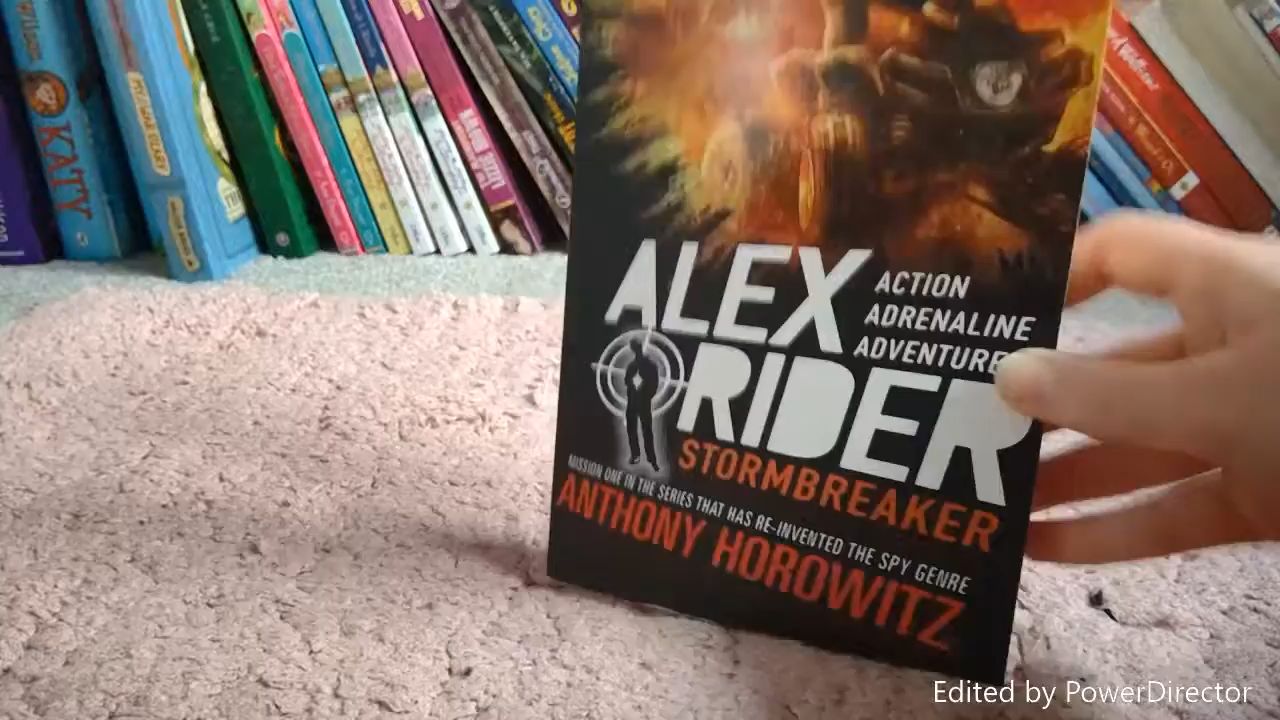 KATY
ALEX
ACTION
ADRENALINE
ADVENTURE
RIDER
STORMBREAKER
MISSION ONE IN THE SERIES THAT HAS RE-INVENTED THE SPY GENRE
ANTHONY HOROWITZ
Edited by PowerDirector